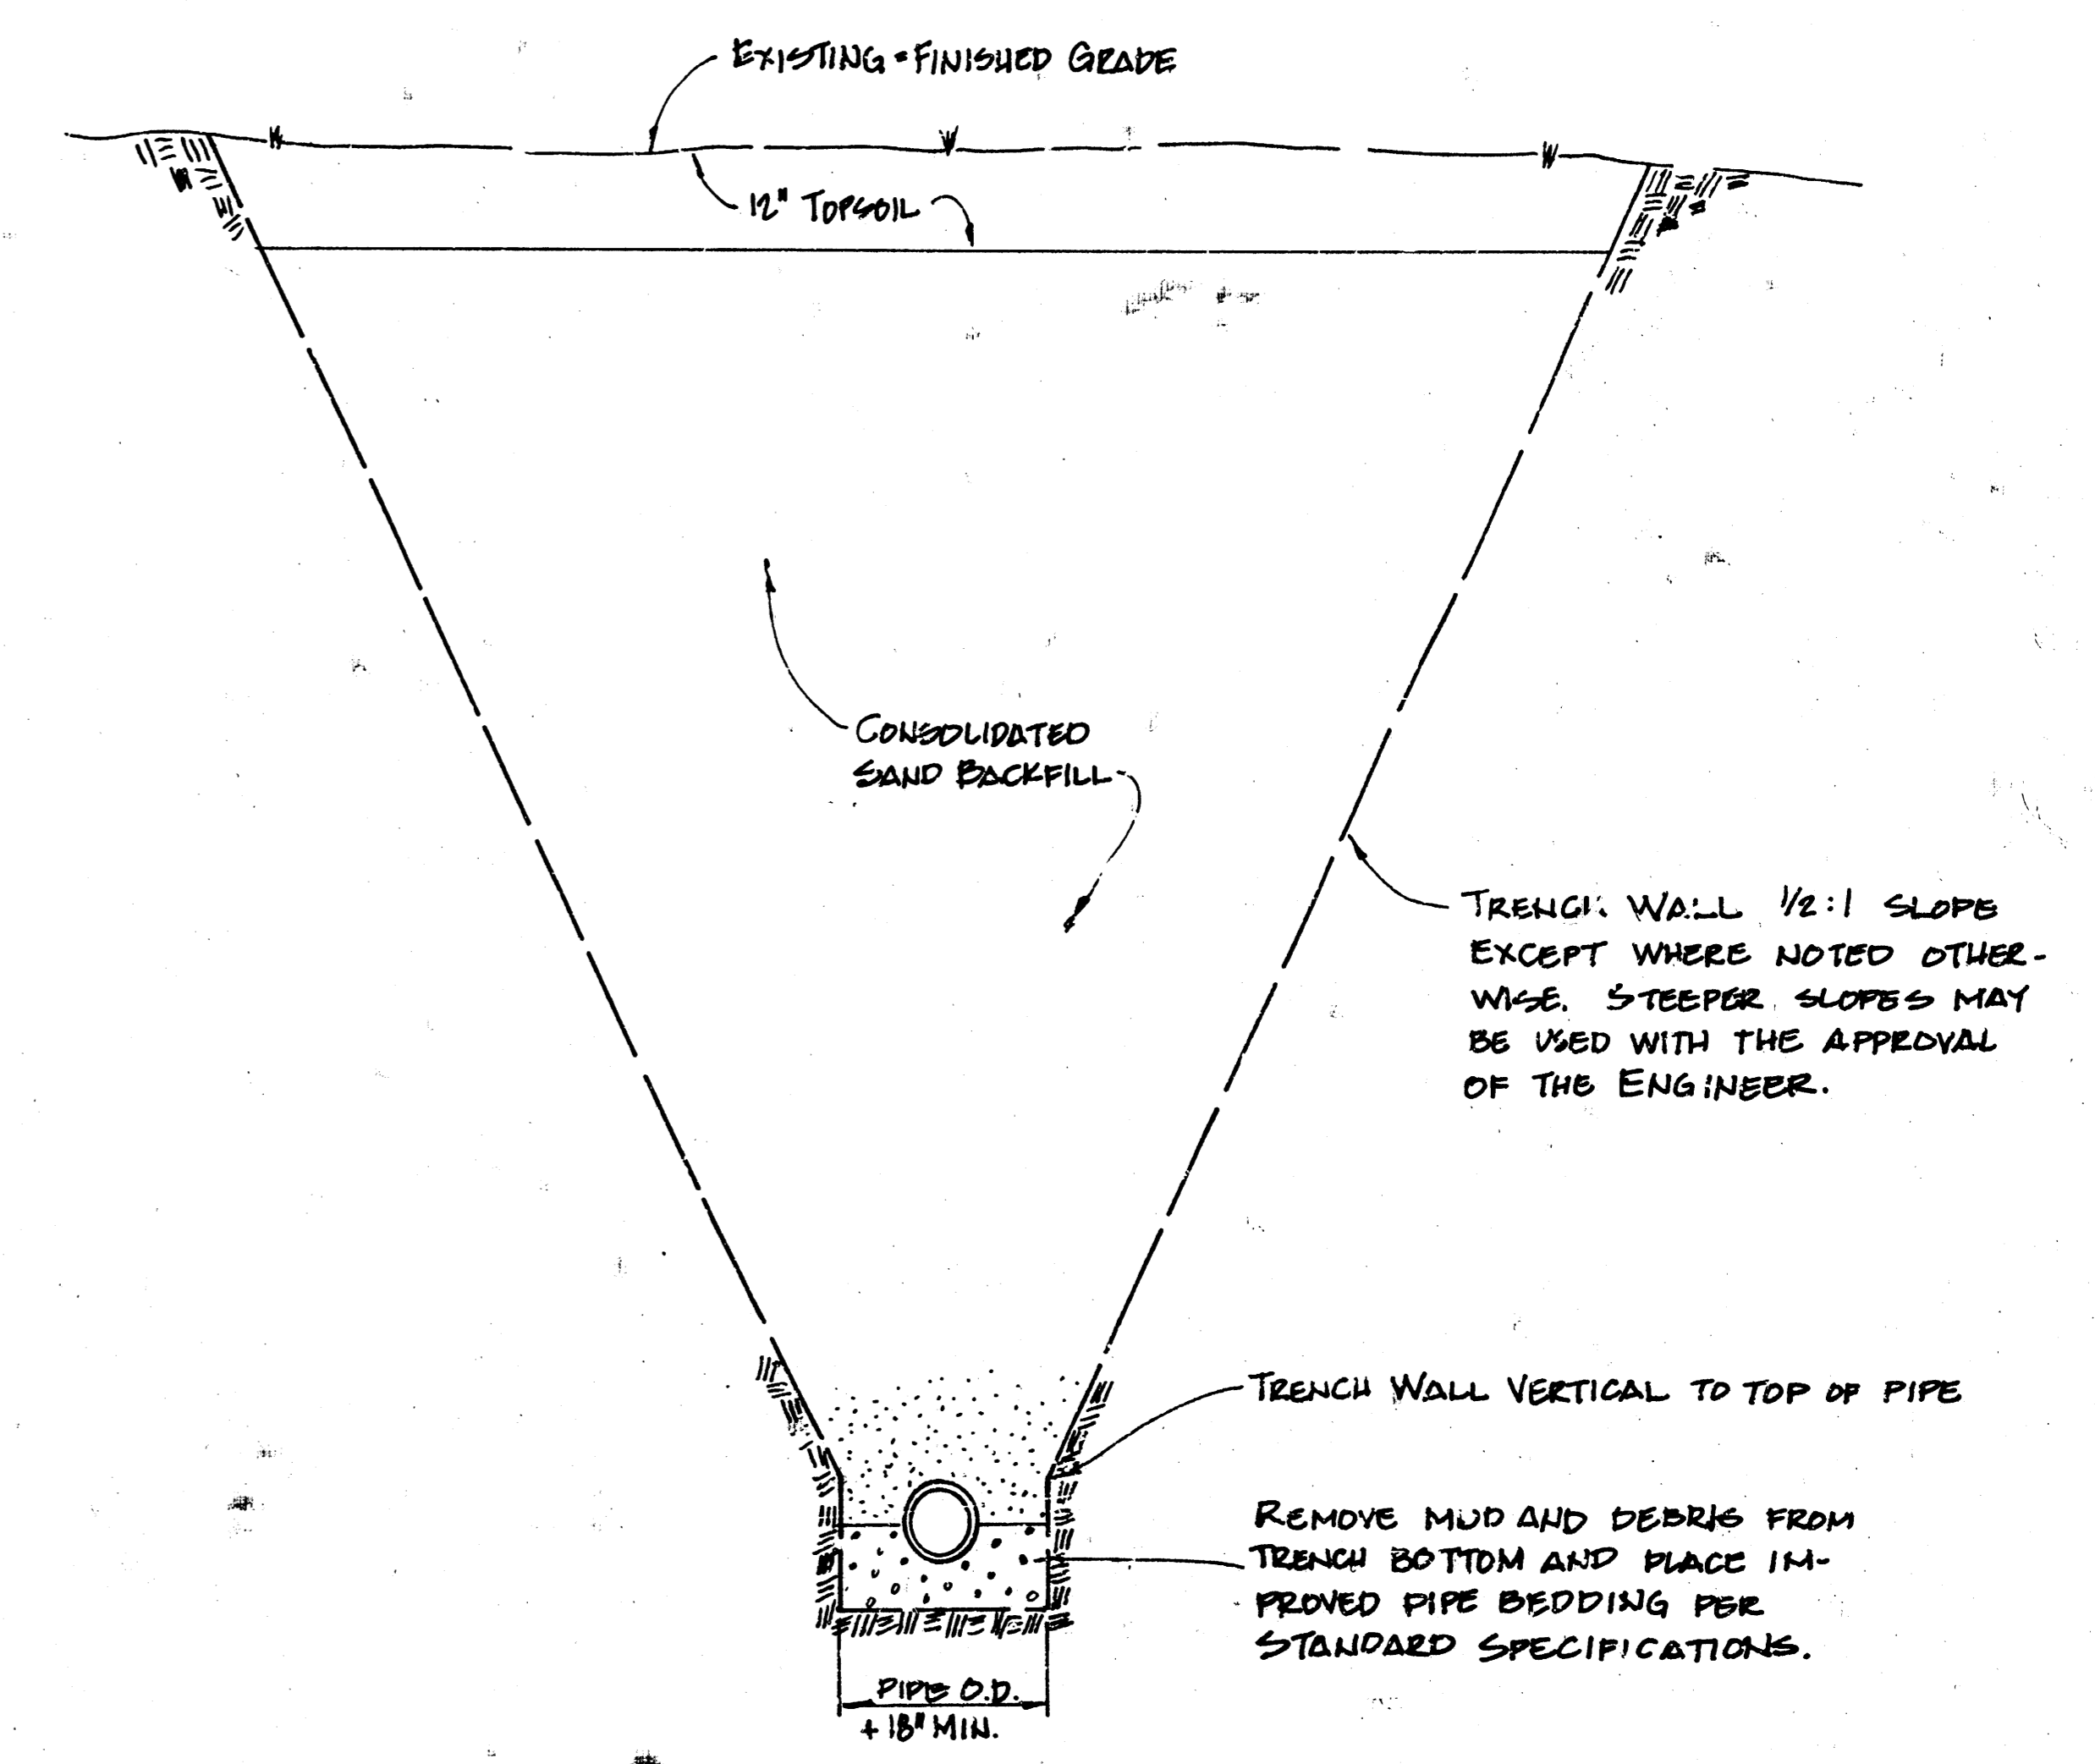 EXISTING = FINISHED GRADE
12" TOPSOIL
CONSOLIDATED
SAND BACKFILL
TRENCH WALL 1/2:1 SLOPE
EXCEPT WHERE NOTED OTHER-
WISE. STEEPER SLOPES MAY
BE USED WITH THE APPROVAL
OF THE ENGINEER.
TRENCH WALL VERTICAL TO TOP OF PIPE
REMOVE MUD AND DEBRIS FROM
TRENCH BOTTOM AND PLACE IM-
PROVED PIPE BEDDING PER
STANDARD SPECIFICATIONS.
PIPE O.D.
+ 18" MIN.